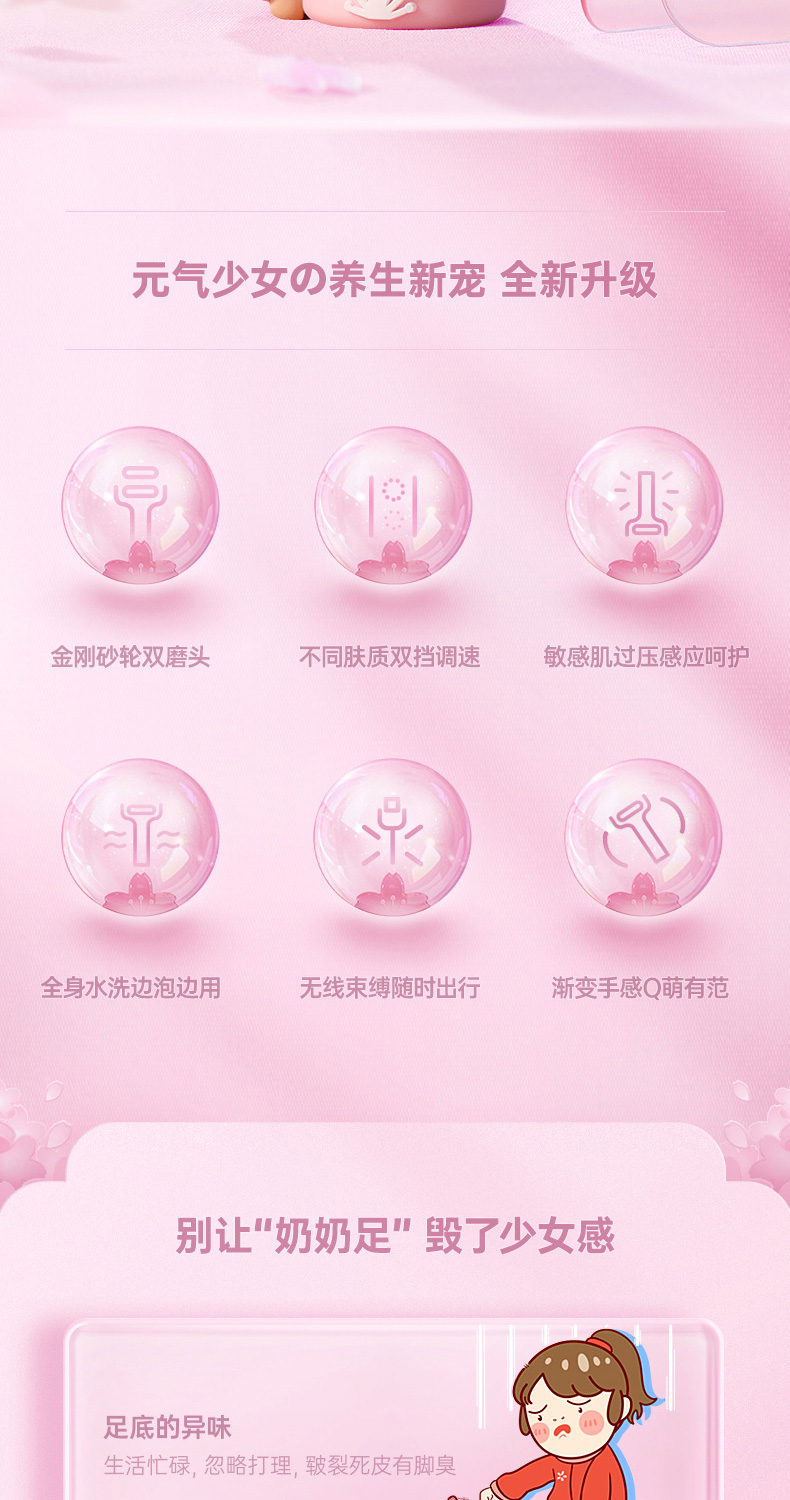 元气少女の养生新宠 全新升级
金刚砂轮双磨头
不同肤质双挡调速
敏感肌过压感应呵护
全身水洗边泡边用
无线束缚随时出行
渐变手感Q萌有范
别让“奶奶足” 毁了少女感
足底的异味
生活忙碌, 忽略打理, 皲裂死皮有脚臭